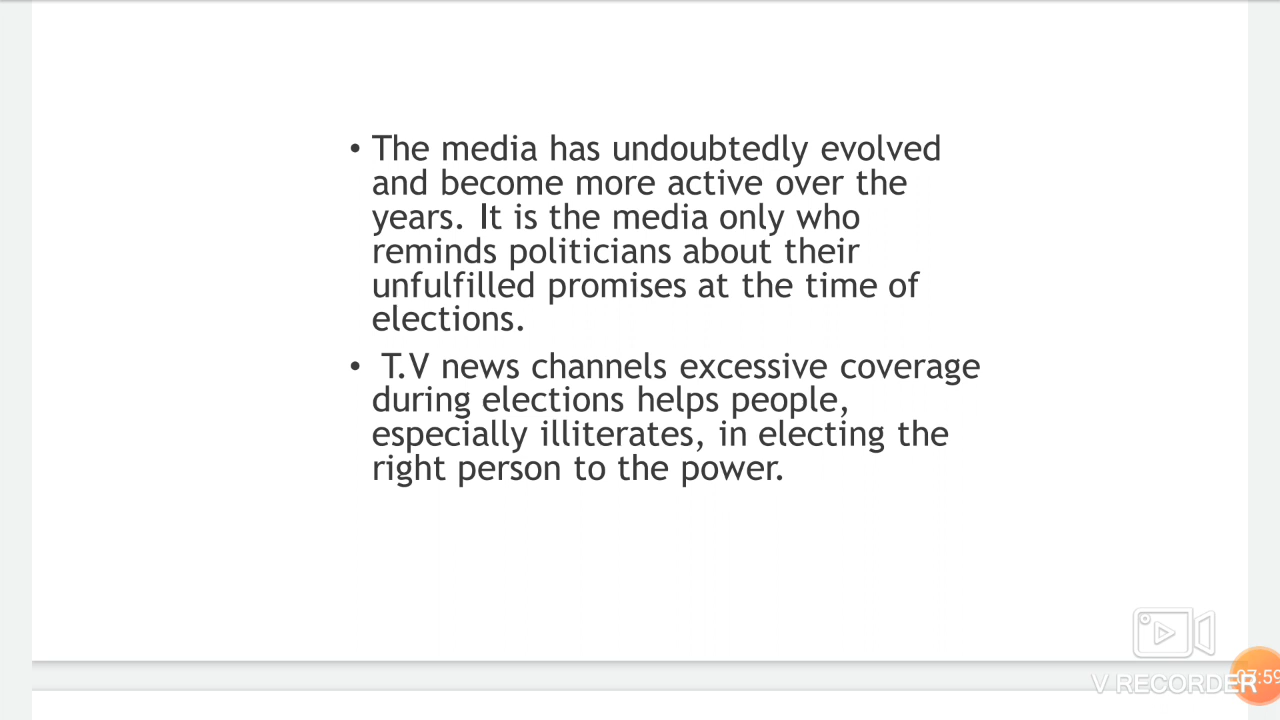 • The media has undoubtedly evolved
and become more active over the
years. It is the media only who
reminds politicians about their
unfulfilled promises at the time of
elections.
• T.V news channels excessive coverage
during elections helps people,
especially illiterates, in electing the
right person to the power.
07:59
V RECORDER